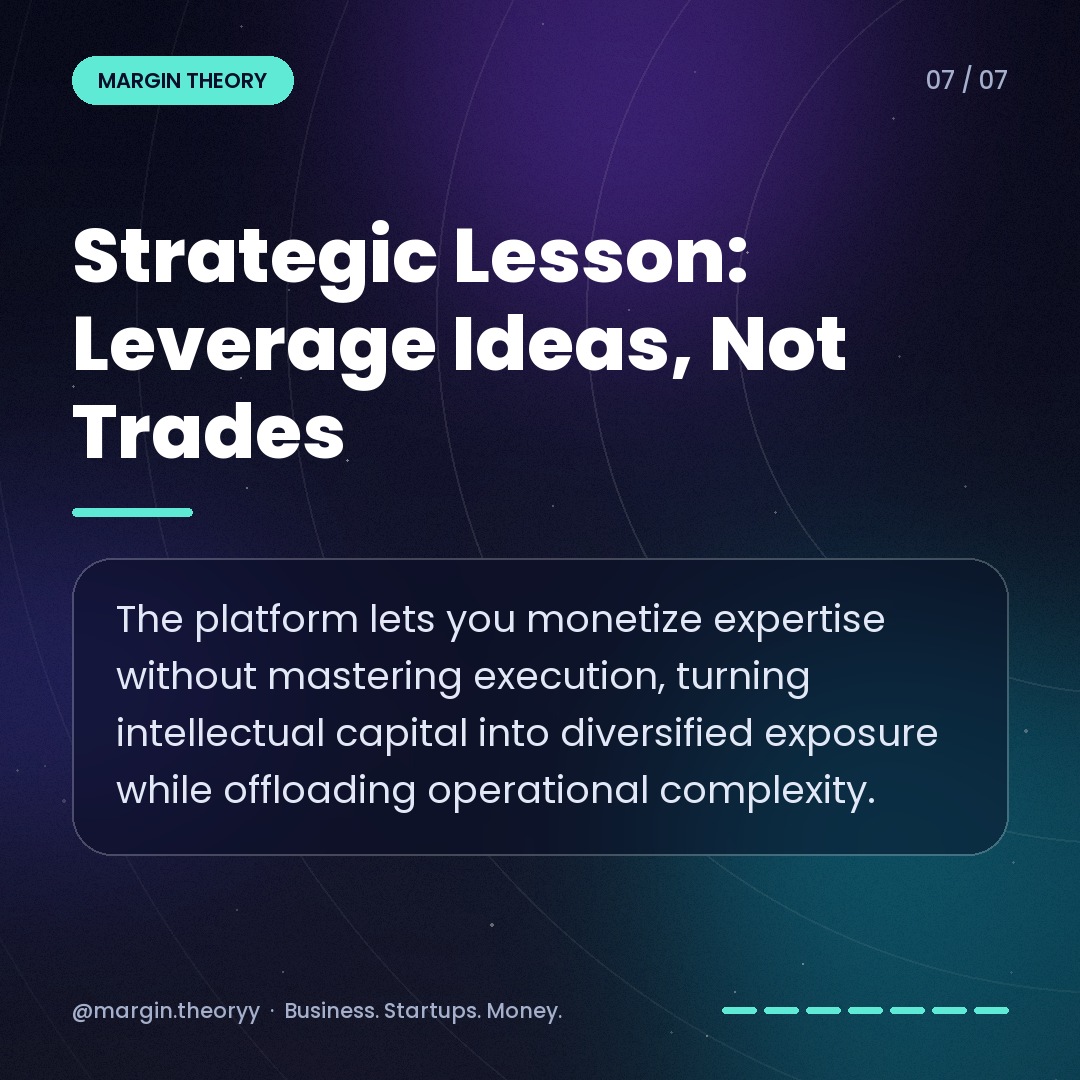 MARGIN THEORY
07 / 07
Strategic Lesson:
Leverage Ideas, Not
Trades
The platform lets you monetize expertise
without mastering execution, turning
intellectual capital into diversified exposure
while offloading operational complexity.
@margin.theoryy · Business. Startups. Money.